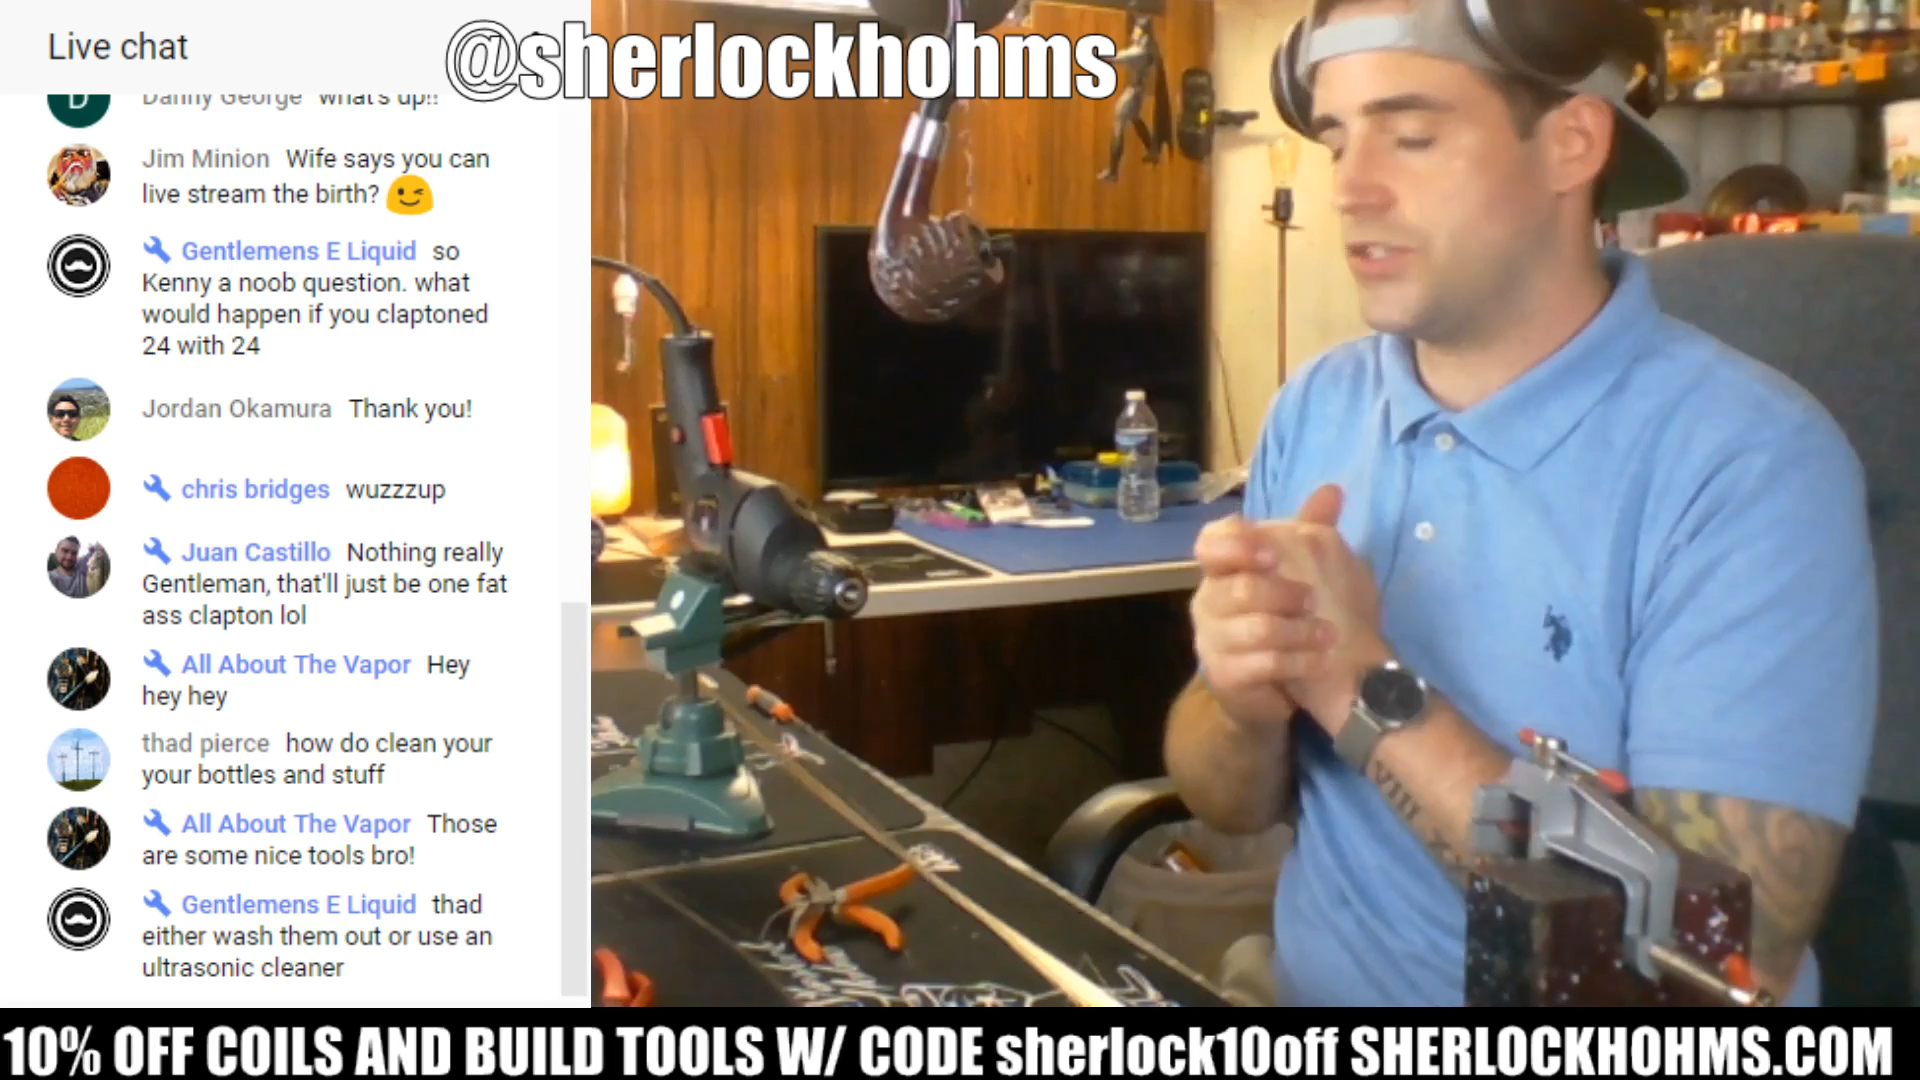 Live chat
@sherlockhohms
Danny George what's up!!
Jim Minion Wife says you can
live stream the birth?
Gentlemens E Liquid so
Kenny a noob question. what
would happen if you claptoned
24 with 24
Jordan Okamura Thank you!
chris bridges wuzzzup
Juan Castillo Nothing really
Gentleman, that'll just be one fat
ass clapton lol
All About The Vapor Hey
hey hey
thad pierce how do clean your
your bottles and stuff
All About The Vapor Those
are some nice tools bro!
Gentlemens E Liquid thad
either wash them out or use an
ultrasonic cleaner
VIII
10% OFF COILS AND BUILD TOOLS W/ CODE sherlock10off SHERLOCKHOHMS.COM